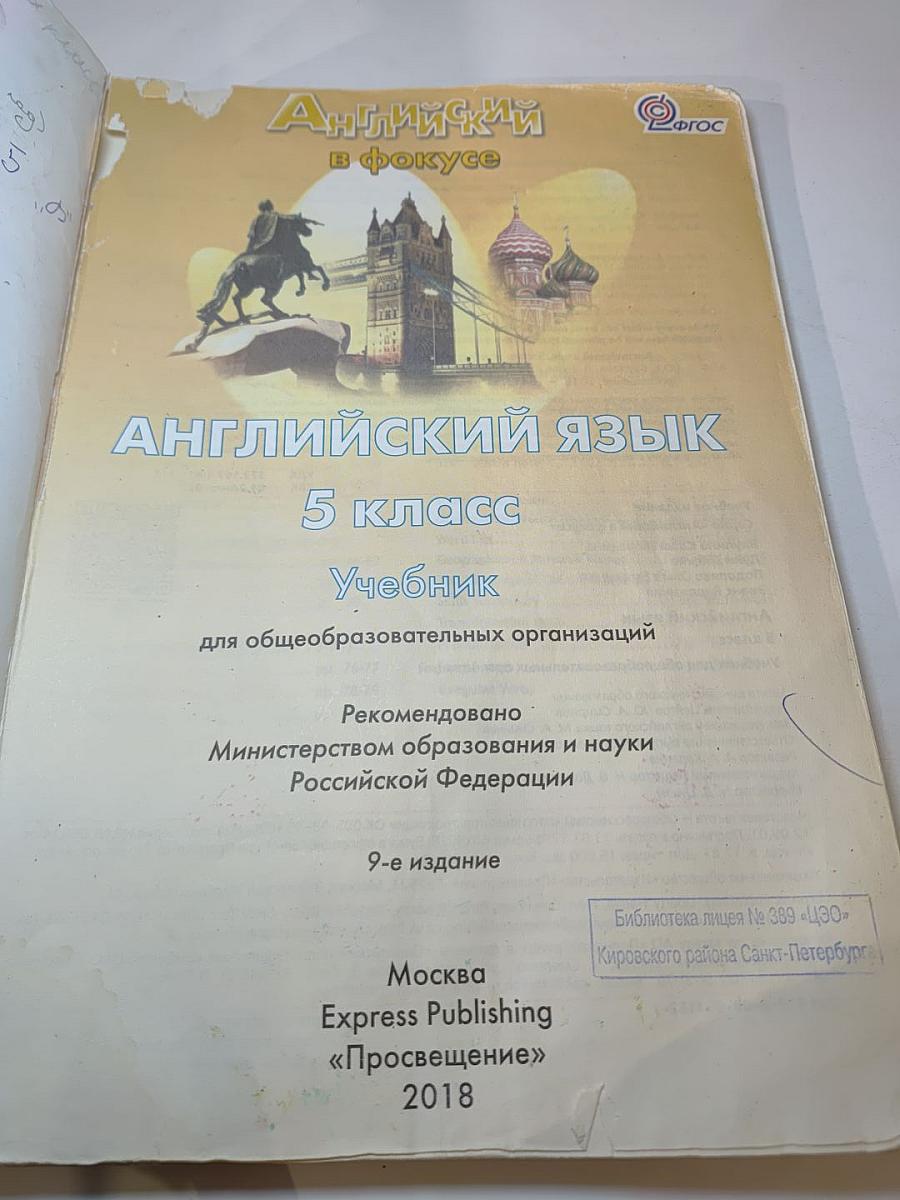 Английский
в фокусе
ФГОС
АНГЛИЙСКИЙ ЯЗЫК
5 класс
Учебник
для общеобразовательных организаций
Рекомендовано
Министерством образования и науки
Российской Федерации
9-е издание
Библиотека лицея № 389 «ЦЭО»
Кировского района Санкт-Петербурга
Москва
Express Publishing
«Просвещение»
2018